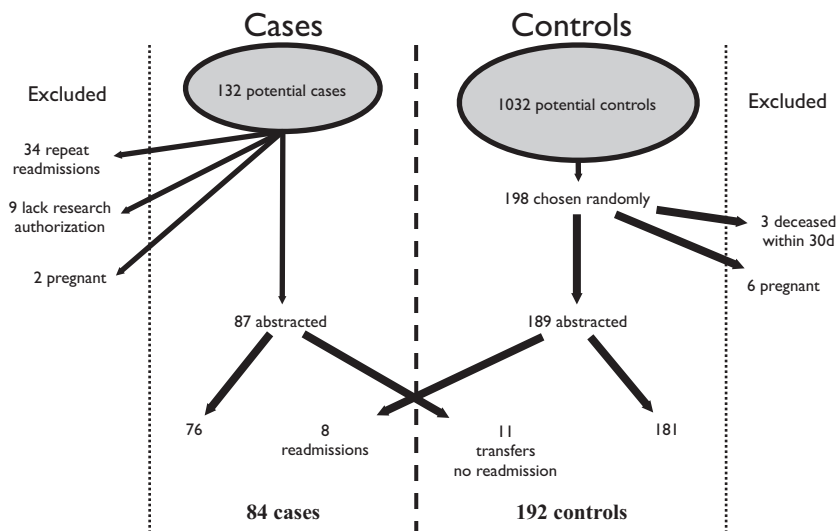 Cases
Controls
Excluded
132 potential cases
1032 potential controls
Excluded
34 repeat
readmissions
9 lack research
authorization
2 pregnant
198 chosen randomly
3 deceased
within 30d
6 pregnant
87 abstracted
189 abstracted
76
8
readmissions
11
transfers
no readmission
181
84 cases
192 controls